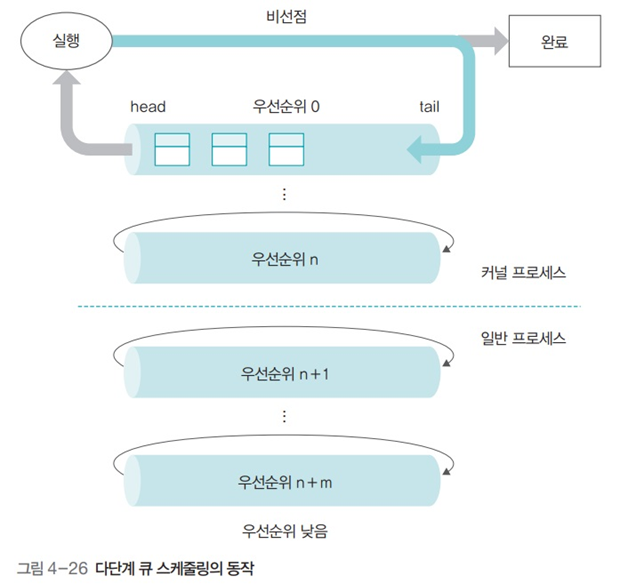 비선점
실행
완료
head
우선순위 0
tail
우선순위 n
커널 프로세스
일반 프로세스
우선순위 n+1
우선순위 n+m
우선순위 낮음
그림 4-26 다단계 큐 스케줄링의 동작